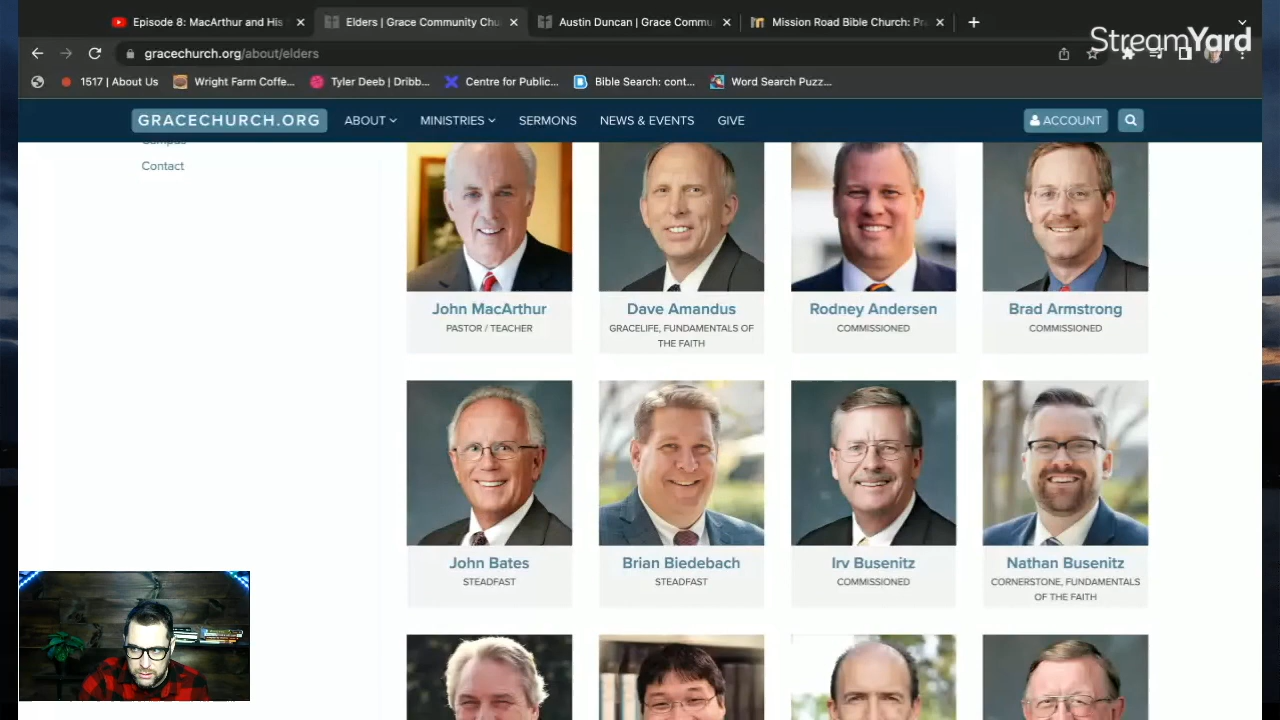 Episode 8: MacArthur and His
Elders | Grace Community Chu
Austin Duncan | Grace Commu
Mission Road Bible Church: Pr
StreamYard
gracechurch.org/about/elders
1517 | About Us
Wright Farm Coffe...
Tyler Deeb | Dribb...
Centre for Public...
Bible Search: cont...
Word Search Puzz...
GRACECHURCH.ORG
ABOUT
MINISTRIES
SERMONS
NEWS & EVENTS
GIVE
ACCOUNT
Campus
Contact
John MacArthur
PASTOR / TEACHER
Dave Amandus
GRACELIFE, FUNDAMENTALS OF
THE FAITH
Rodney Andersen
COMMISSIONED
Brad Armstrong
COMMISSIONED
John Bates
STEADFAST
Brian Biedebach
STEADFAST
Irv Busenitz
COMMISSIONED
Nathan Busenitz
CORNERSTONE, FUNDAMENTALS
OF THE FAITH